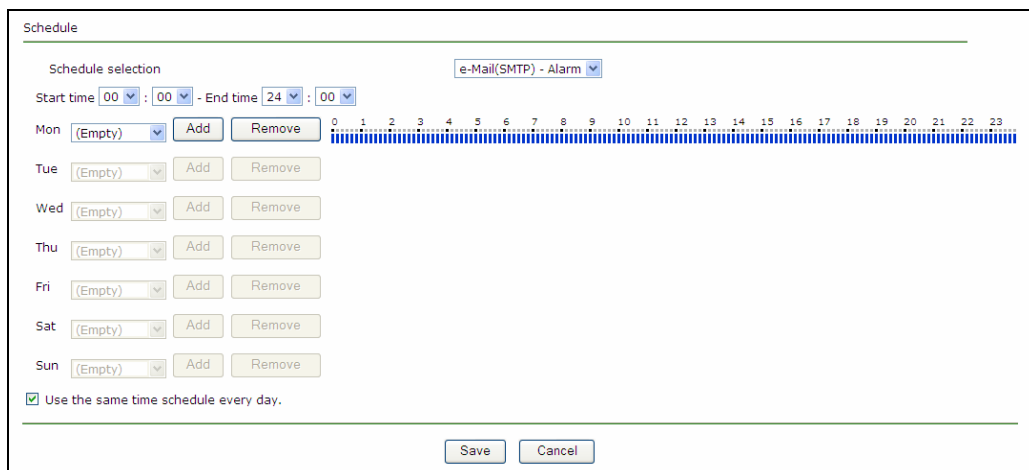 Schedule
Schedule selection e-Mail(SMTP) - Alarm
Start time 00 : 00 - End time 24 : 00
Mon (Empty) Add Remove 0 1 2 3 4 5 6 7 8 9 10 11 12 13 14 15 16 17 18 19 20 21 22 23
Tue (Empty) Add Remove
Wed (Empty) Add Remove
Thu (Empty) Add Remove
Fri (Empty) Add Remove
Sat (Empty) Add Remove
Sun (Empty) Add Remove
Use the same time schedule every day.
Save Cancel